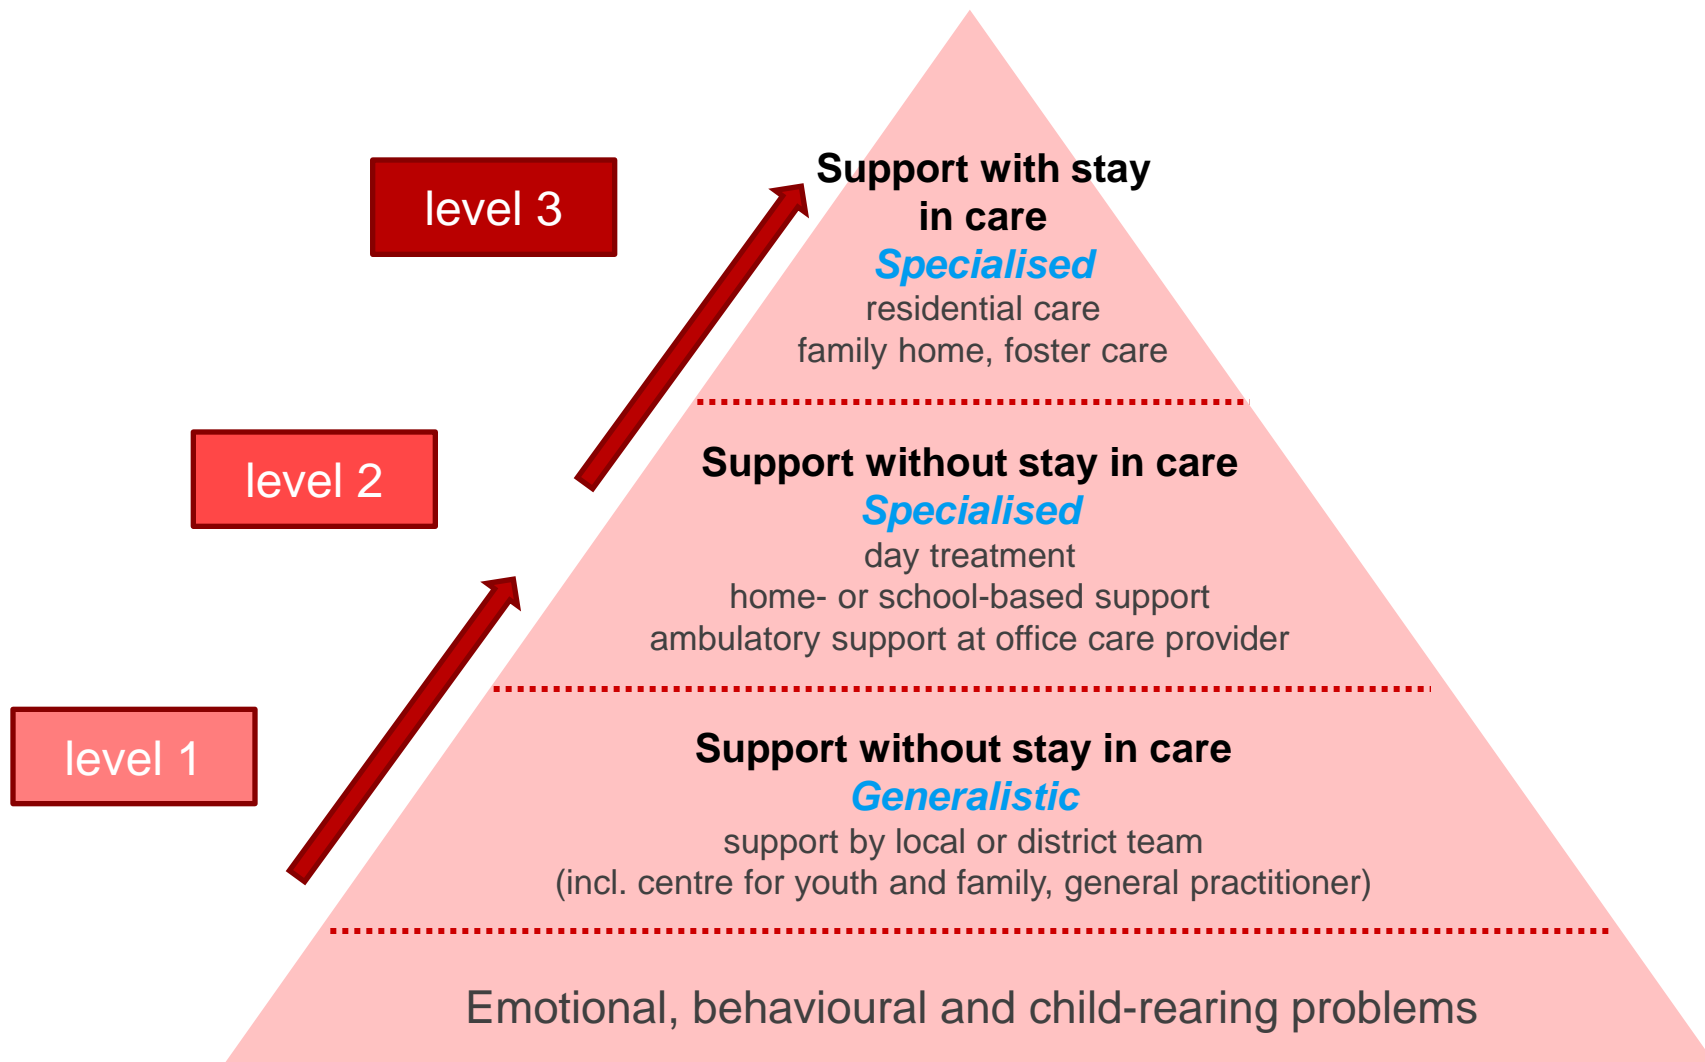 level 3
Support with stay
in care
Specialised
residential care
family home, foster care
level 2
Support without stay in care
Specialised
day treatment
home- or school-based support
ambulatory support at office care provider
level 1
Support without stay in care
Generalistic
support by local or district team
(incl. centre for youth and family, general practitioner)
Emotional, behavioural and child-rearing problems